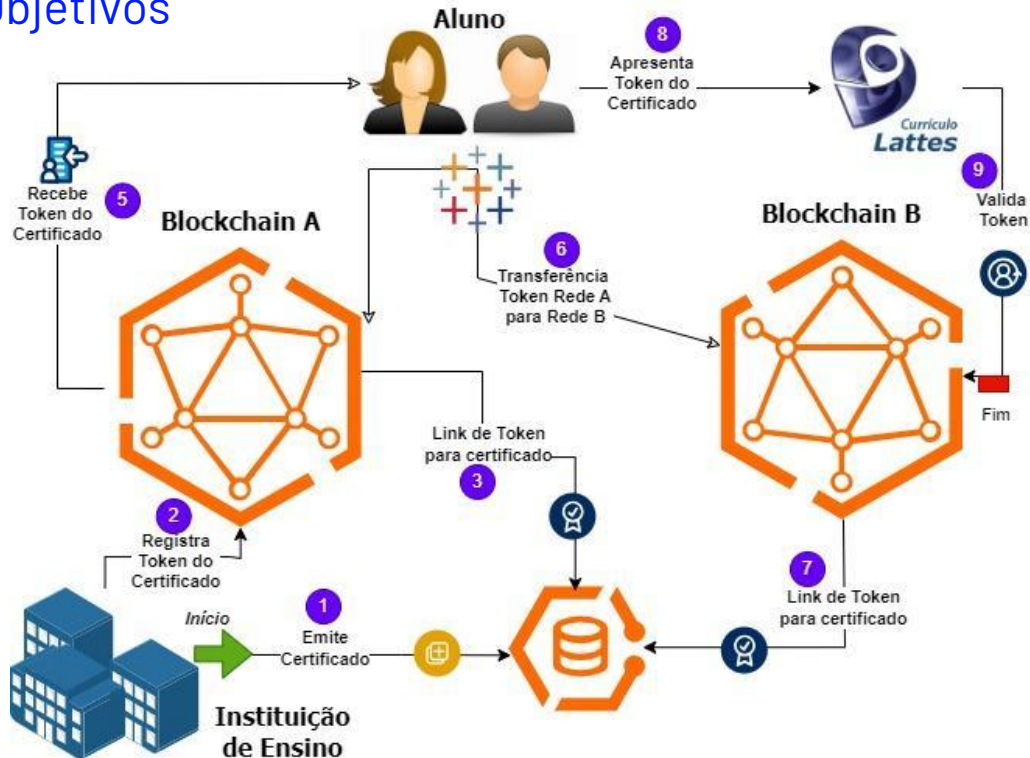 Objetivos
Aluno
8
Apresenta
Token do
Certificado
Currículo
Lattes
9
Valida
Token
Recebe
Token do
Certificado
5
Blockchain A
Blockchain B
6
Transferência
Token Rede A
para Rede B
Fim
Link de Token
para certificado
3
2
Registra
Token do
Certificado
Início
1
Emite
Certificado
7
Link de Token
para certificado
Instituição
de Ensino